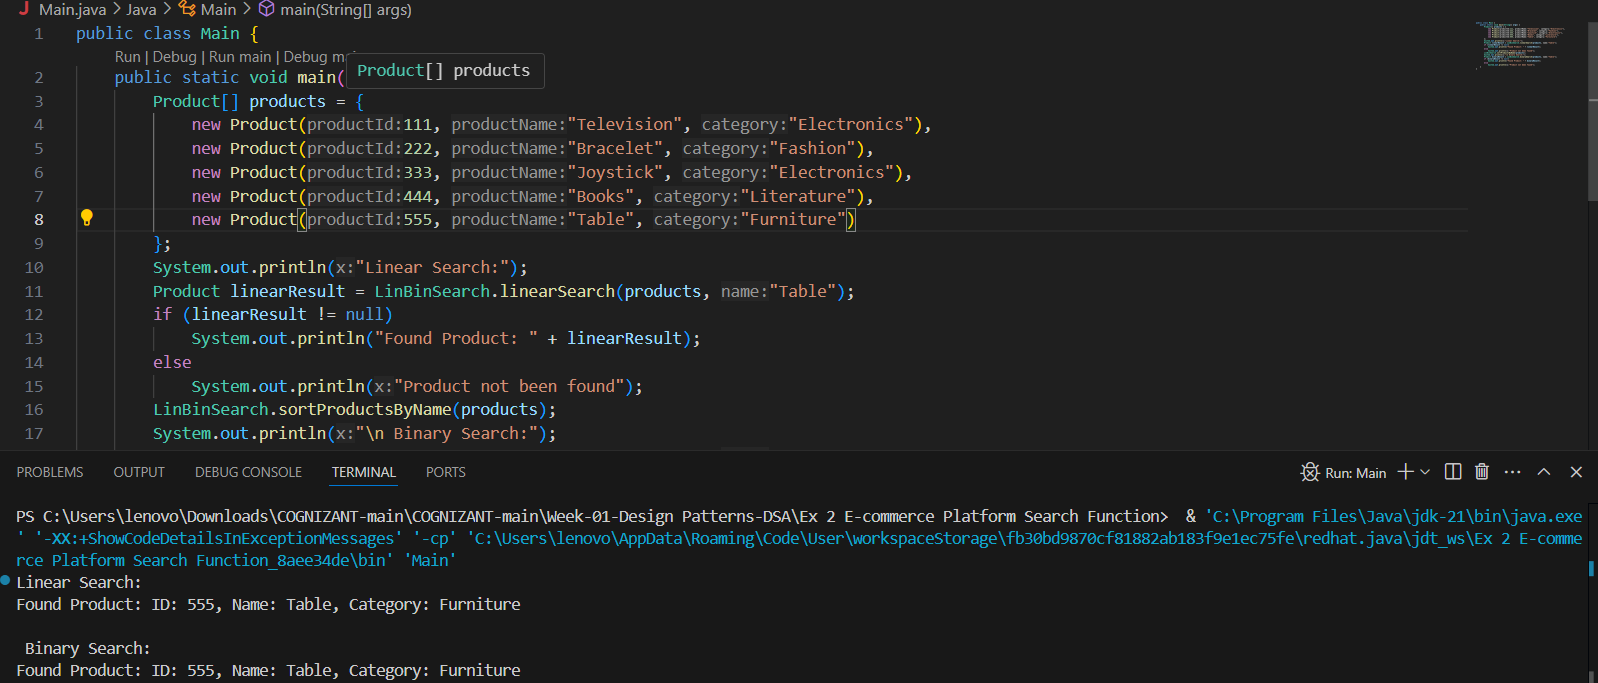 Main.java > Java > Main > main(String[] args)
1 public class Main {
Run | Debug | Run main | Debug m
Product[] products
2 public static void main(
3 Product[] products = {
4 new Product(productId:111, productName:"Television", category:"Electronics"),
5 new Product(productId:222, productName:"Bracelet", category:"Fashion"),
6 new Product(productId:333, productName:"Joystick", category:"Electronics"),
7 new Product(productId:444, productName:"Books", category:"Literature"),
8 new Product(productId:555, productName:"Table", category:"Furniture")
9 };
10 System.out.println(x:"Linear Search:");
11 Product linearResult = LinBinSearch.linearSearch(products, name:"Table");
12 if (linearResult != null)
13 System.out.println("Found Product: " + linearResult);
14 else
15 System.out.println(x:"Product not been found");
16 LinBinSearch.sortProductsByName(products);
17 System.out.println(x:"\n Binary Search:");
PROBLEMS OUTPUT DEBUG CONSOLE TERMINAL PORTS Run: Main
PS C:\Users\lenovo\Downloads\COGNIZANT-main\COGNIZANT-main\Week-01-Design Patterns-DSA\Ex 2 E-commerce Platform Search Function> & 'C:\Program Files\Java\jdk-21\bin\java.exe
' '-XX:+ShowCodeDetailsInExceptionMessages' '-cp' 'C:\Users\lenovo\AppData\Roaming\Code\User\workspaceStorage\fb30bd9870cf81882ab183f9e1ec75fe\redhat.java\jdt_ws\Ex 2 E-comme
rce Platform Search Function_8aee34de\bin' 'Main'
Linear Search:
Found Product: ID: 555, Name: Table, Category: Furniture
Binary Search:
Found Product: ID: 555, Name: Table, Category: Furniture